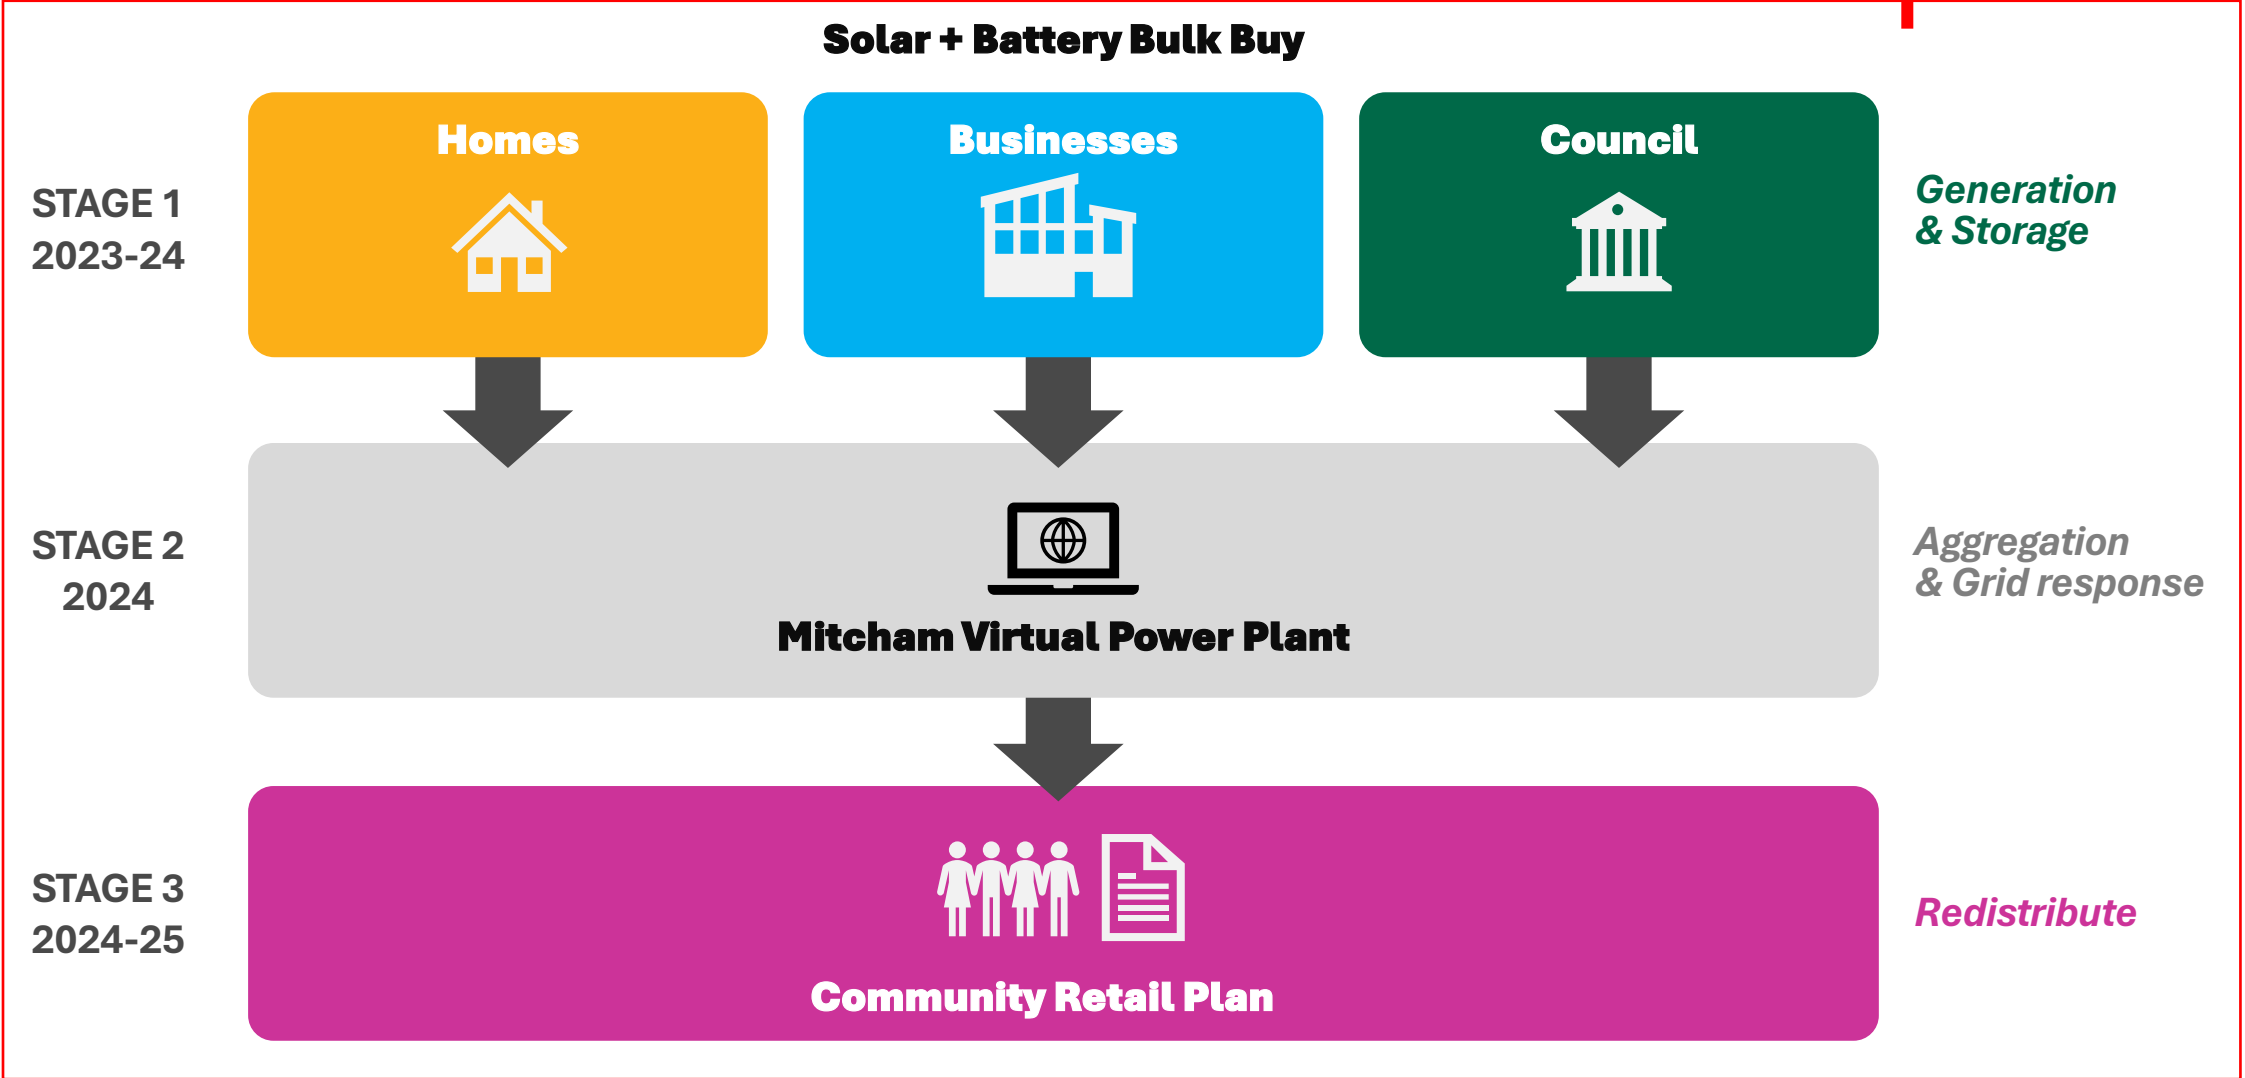 Solar + Battery Bulk Buy
Homes
Businesses
Council
STAGE 1
2023-24
Generation
& Storage
STAGE 2
2024
Mitcham Virtual Power Plant
Aggregation
& Grid response
STAGE 3
2024-25
Community Retail Plan
Redistribute